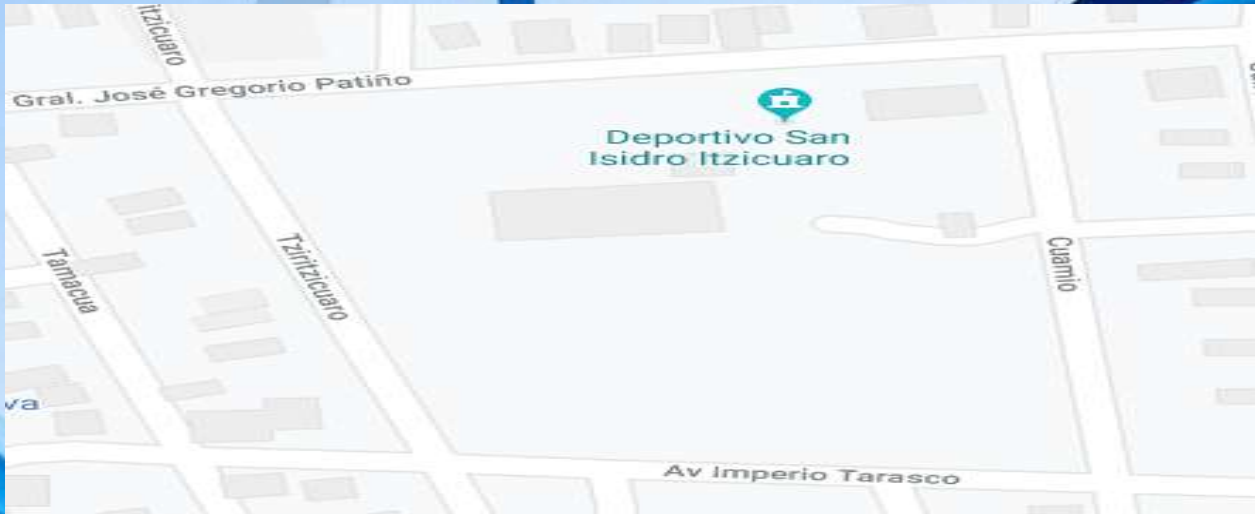 itzicuaro
Gral. José Gregorio Patiño
Deportivo San
Isidro Itzicuaro
Tziritzicuaro
Tamacua
Cuamio
va
Av Imperio Tarasco